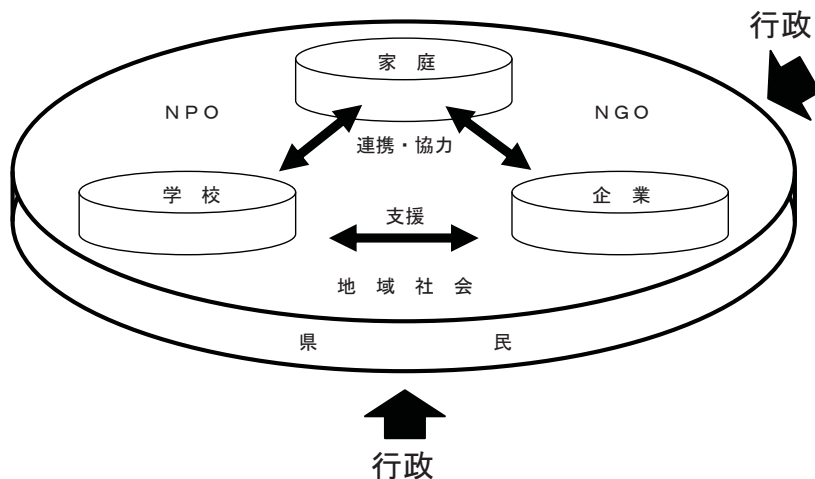 行政
家 庭
NPO
NGO
連携・協力
学 校
企 業
支援
地 域 社 会
県 民
行政